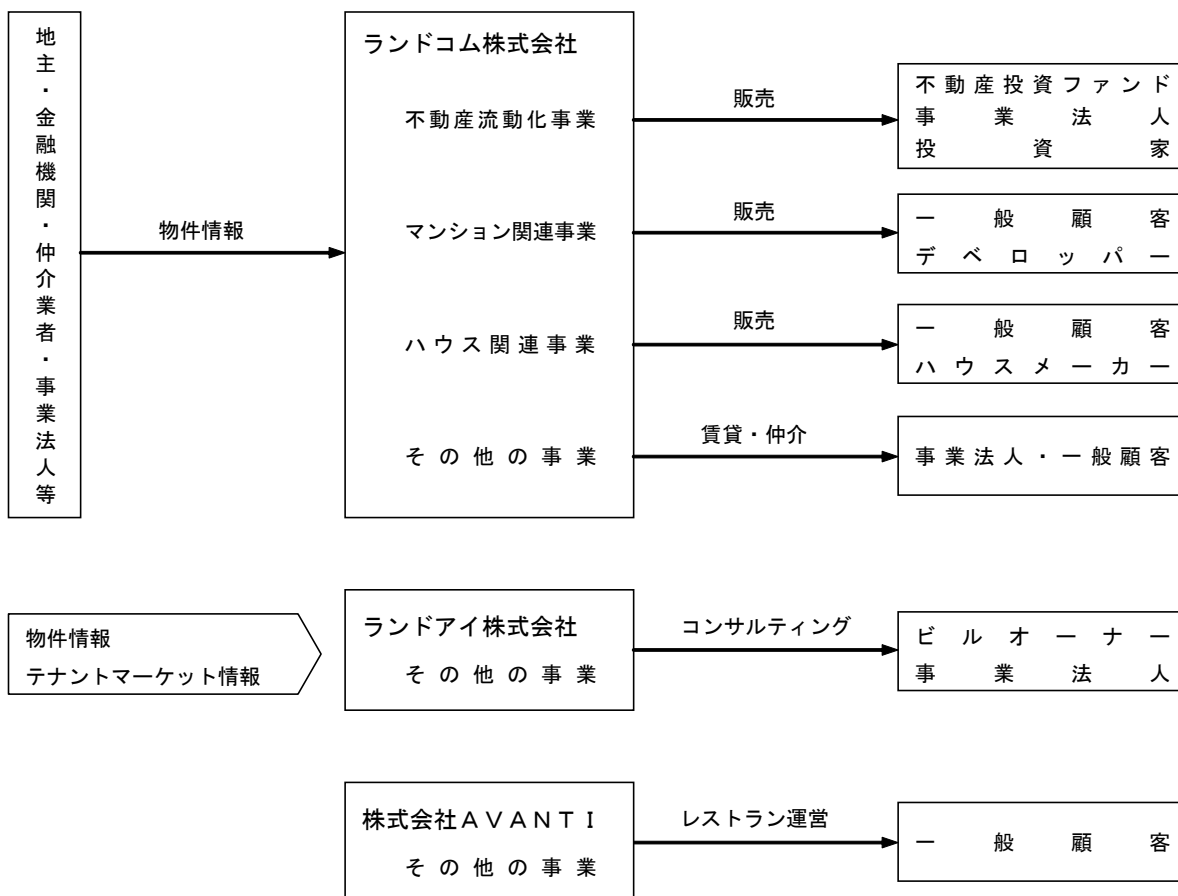 地主・金融機関・仲介業者・事業法人等
物件情報
ランドコム株式会社
不動産流動化事業
販売
不動産投資ファンド
事業法人
投資家
マンション関連事業
販売
一般顧客
デベロッパー
ハウス関連事業
販売
一般顧客
ハウスメーカー
その他の事業
賃貸・仲介
事業法人・一般顧客
物件情報
テナントマーケット情報
ランドアイ株式会社
その他の事業
コンサルティング
ビルオーナー
事業法人
株式会社AVANTI
その他の事業
レストラン運営
一般顧客